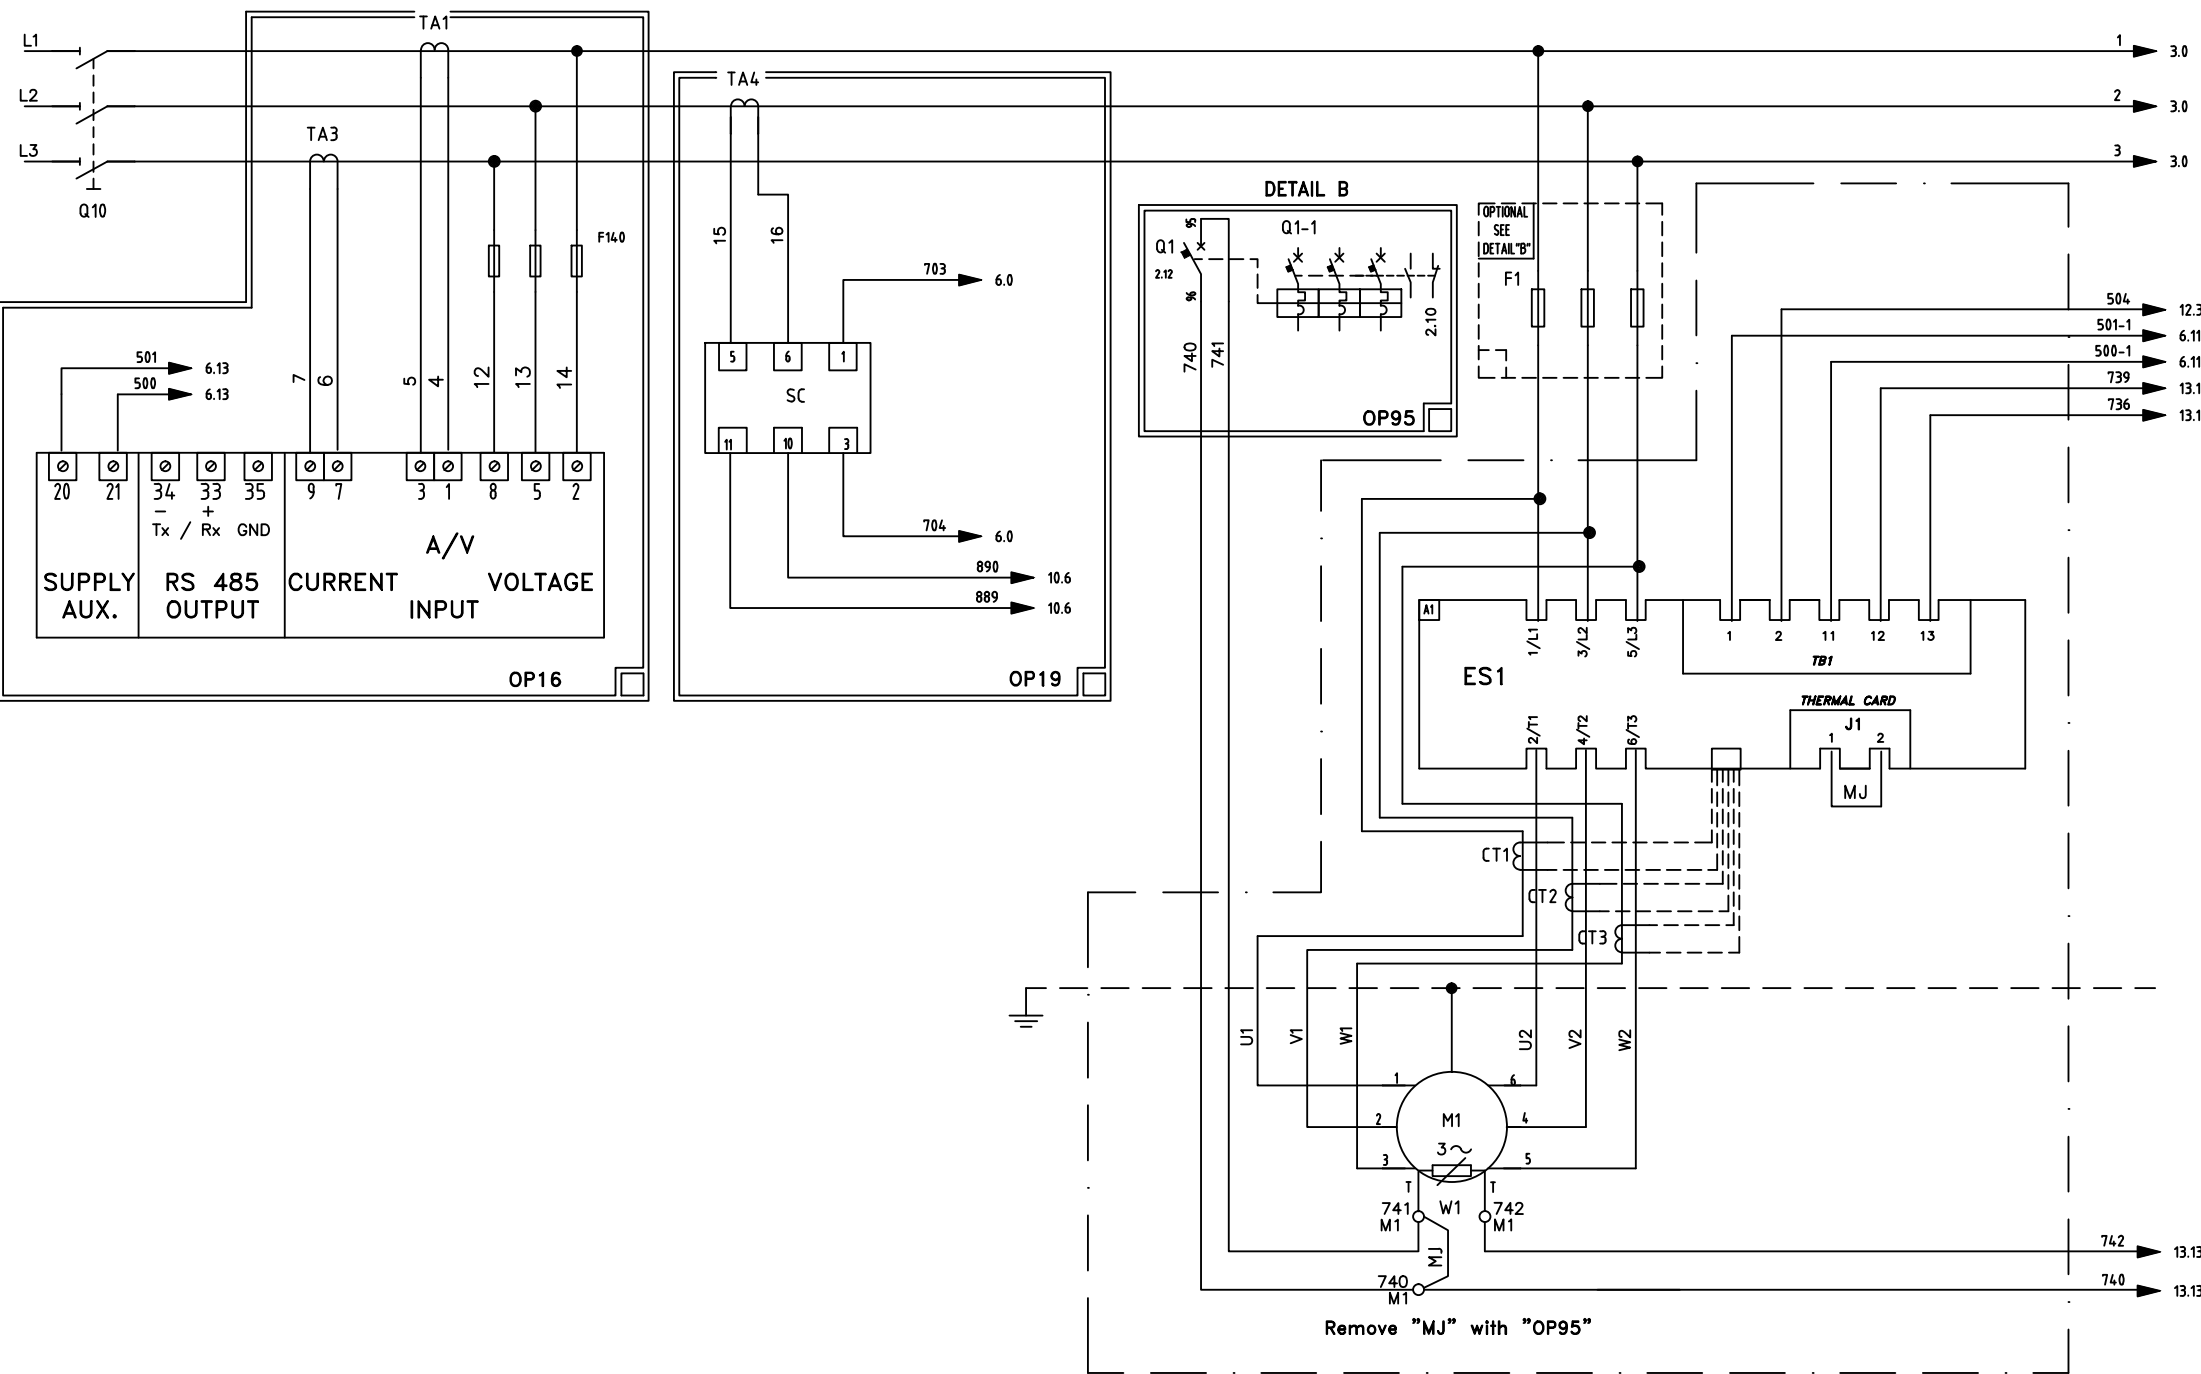 L1
L2
L3
Q10
TA1
TA3
TA4
1 3.0
2 3.0
3 3.0
F140
501 6.13
500 6.13
7
6
5
4
12
13
14
20 21 34 33 35 9 7 3 1 8 5 2
− +
Tx / Rx GND
A/V
SUPPLY RS 485 CURRENT VOLTAGE
AUX. OUTPUT INPUT
OP16
15
16
703 6.0
5 6 1
SC
11 10 3
704 6.0
890 10.6
889 10.6
OP19
DETAIL B
95
Q1
2.12
96
Q1-1
2.10
740
741
OP95
OPTIONAL
SEE
DETAIL"B"
F1
504 12.3
501-1 6.11
500-1 6.11
739 13.1
736 13.1
A1
1/L1
3/L2
5/L3
1 2 11 12 13
TB1
ES1
2/T1
4/T2
6/T3
THERMAL CARD
J1
1 2
MJ
CT1
CT2
CT3
U1
V1
W1
U2
V2
W2
1 6
2 M1 4
3~
3 5
T T
741 W1 742
M1 M1
MJ
740
M1
742 13.13
740 13.13
Remove "MJ" with "OP95"